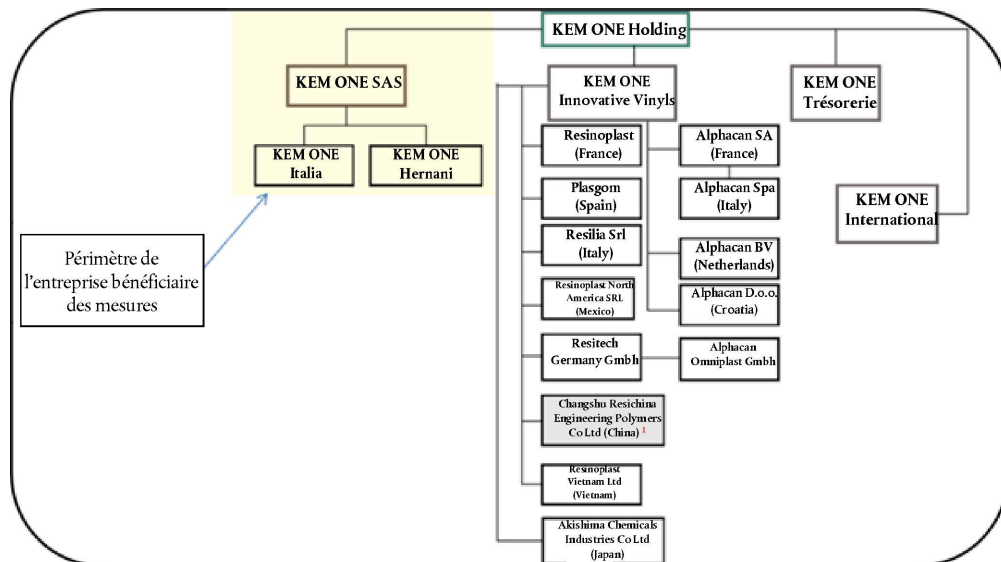 KEM ONE Holding
KEM ONE SAS
KEM ONE
Innovative Vinyls
KEM ONE
Trésorerie
KEM ONE
Italia
KEM ONE
Hernani
Resinoplast
(France)
Alphacan SA
(France)
Plasgom
(Spain)
Alphacan Spa
(Italy)
KEM ONE
International
Périmètre de
l'entreprise bénéficiaire
des mesures
Resilia Srl
(Italy)
Alphacan BV
(Netherlands)
Resinoplast North
America SRL
(Mexico)
Alphacan D.o.o.
(Croatia)
Resitech
Germany Gmbh
Alphacan
Omniplast Gmbh
Changshu Resichina
Engineering Polymers
Co Ltd (China) 1
Resinoplast
Vietnam Ltd
(Vietnam)
Akishima Chemicals
Industries Co Ltd
(Japan)